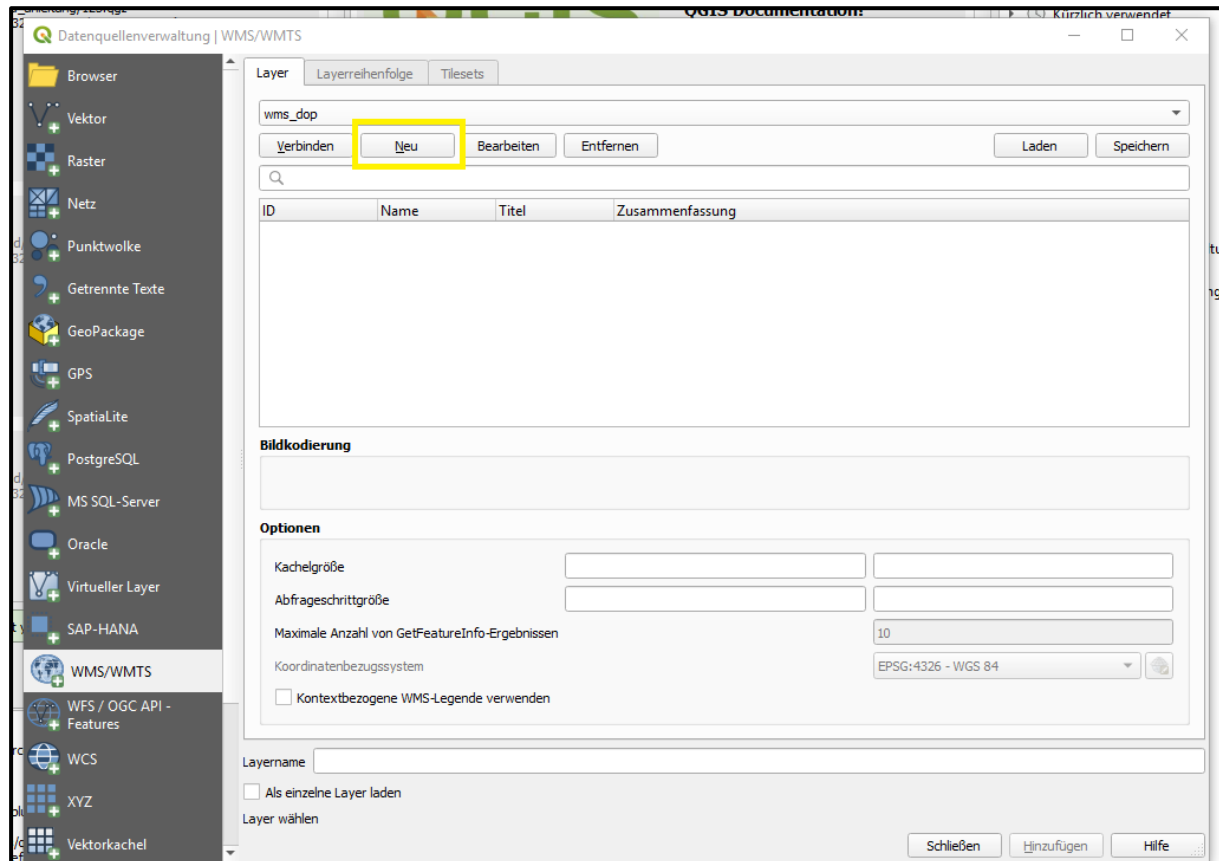 QGIS Documentation!
Kürzlich verwendet
Datenquellenverwaltung | WMS/WMTS
Browser
Vektor
Raster
Netz
Punktwolke
Getrennte Texte
GeoPackage
GPS
SpatiaLite
PostgreSQL
MS SQL-Server
Oracle
Virtueller Layer
SAP-HANA
WMS/WMTS
WFS / OGC API -
Features
WCS
XYZ
Vektorkachel
Layer Layerreihenfolge Tilesets
wms_dop
Verbinden Neu Bearbeiten Entfernen Laden Speichern
ID Name Titel Zusammenfassung
Bildkodierung
Optionen
Kachelgröße
Abfrageschrittgröße
Maximale Anzahl von GetFeatureInfo-Ergebnissen 10
Koordinatenbezugssystem EPSG:4326 - WGS 84
Kontextbezogene WMS-Legende verwenden
Layername
Als einzelne Layer laden
Layer wählen
Schließen Hinzufügen Hilfe